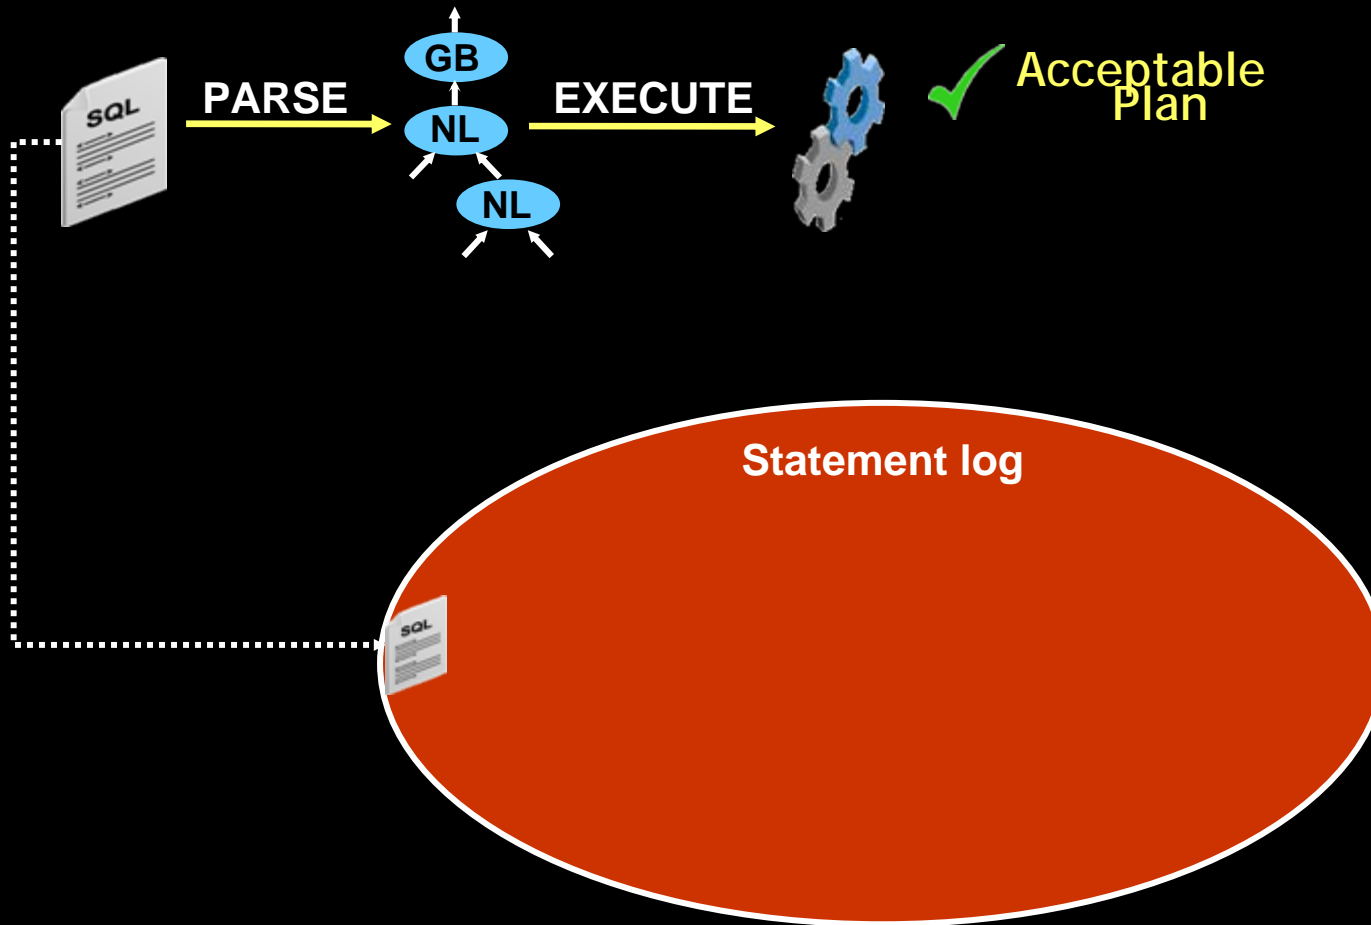 SQL
PARSE
GB
NL
NL
EXECUTE
Acceptable
Plan
Statement log
SQL